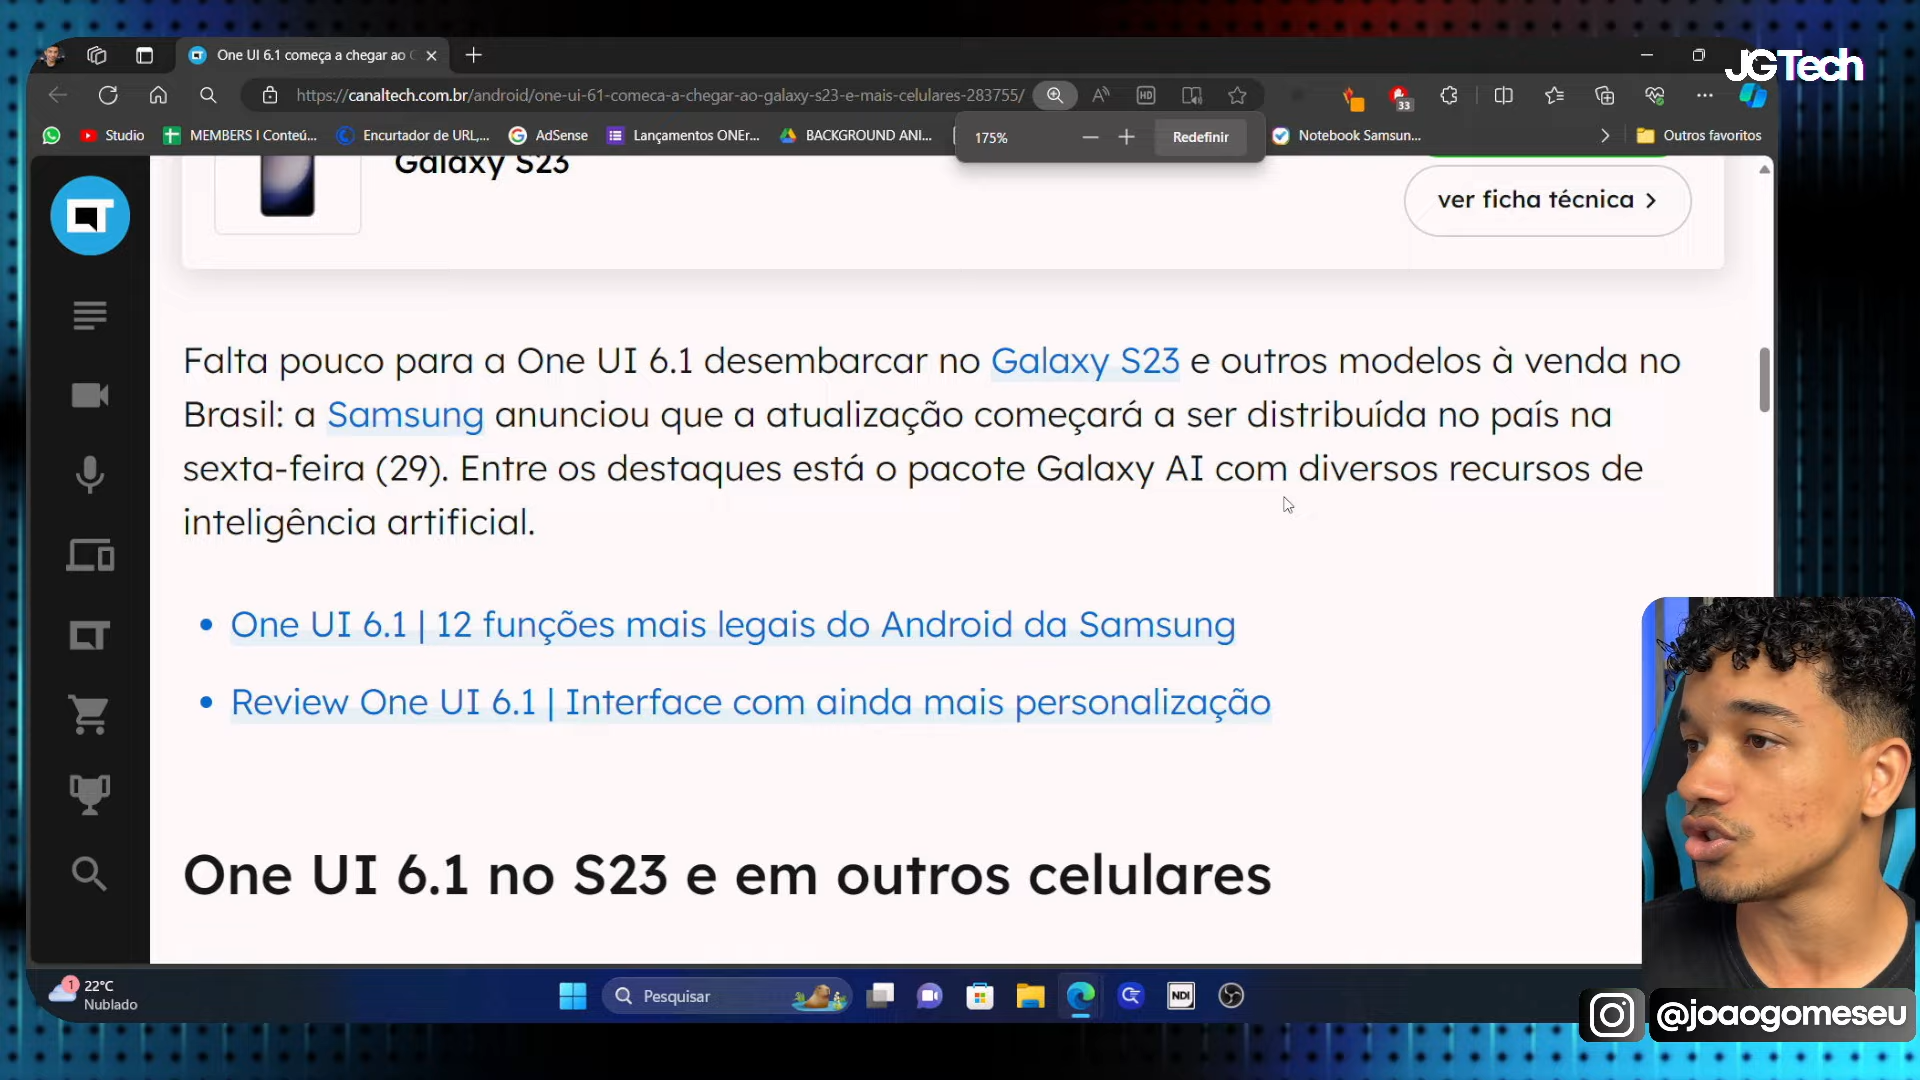 One UI 6.1 começa a chegar ao
JGTech
https://canaltech.com.br/android/one-ui-61-comeca-a-chegar-ao-galaxy-s23-e-mais-celulares-283755/
HD
33
Studio
MEMBERS I Conteú...
Encurtador de URL,...
AdSense
Lançamentos ONEr...
BACKGROUND ANI...
175%
Redefinir
Notebook Samsun...
Outros favoritos
Galaxy S23
ver ficha técnica
Falta pouco para a One UI 6.1 desembarcar no Galaxy S23 e outros modelos à venda no
Brasil: a Samsung anunciou que a atualização começará a ser distribuída no país na
sexta-feira (29). Entre os destaques está o pacote Galaxy AI com diversos recursos de
inteligência artificial.
• One UI 6.1 | 12 funções mais legais do Android da Samsung
• Review One UI 6.1 | Interface com ainda mais personalização
One UI 6.1 no S23 e em outros celulares
1
22°C
Nublado
Pesquisar
NDI
@joaogomeseu